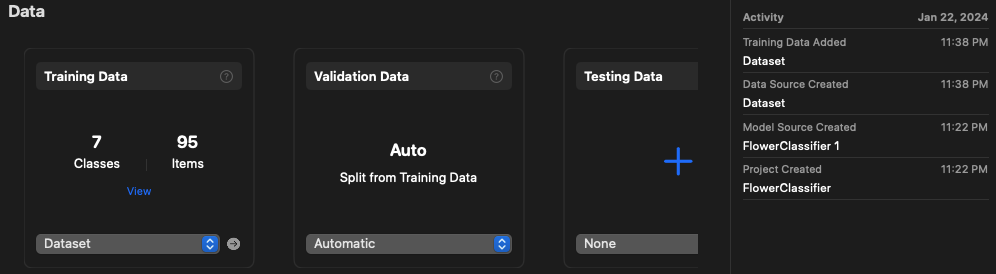 Data
Training Data ?
7 95
Classes Items
View
Dataset
Validation Data ?
Auto
Split from Training Data
Automatic
Testing Data
None
Activity Jan 22, 2024
Training Data Added 11:38 PM
Dataset
Data Source Created 11:38 PM
Dataset
Model Source Created 11:22 PM
FlowerClassifier 1
Project Created 11:22 PM
FlowerClassifier